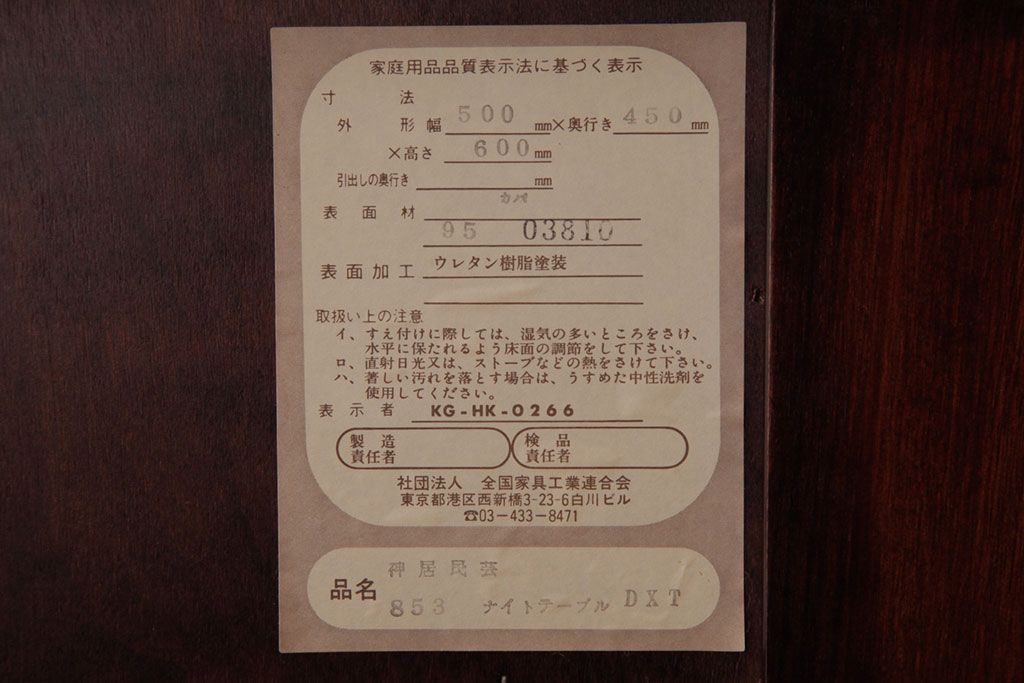 家庭用品品質表示法に基づく表示
寸法
外形幅 500 mm×奥行き 450 mm
×高さ 600mm
引出しの奥行き mm
カバ
表面材
95 03810
表面加工 ウレタン樹脂塗装
取扱い上の注意
イ、すえ付けに際しては、湿気の多いところをさけ、
水平に保たれるよう床面の調節をして下さい。
ロ、直射日光又は、ストーブなどの熱をさけて下さい。
ハ、著しい汚れを落とす場合は、うすめた中性洗剤を
使用してください。
表示者 KG-HK-0266
製造 検品
責任者 責任者
社団法人 全国家具工業連合会
東京都港区西新橋3-23-6白川ビル
☎03-433-8471
神居民芸
品名
853 ナイトテーブル DXT